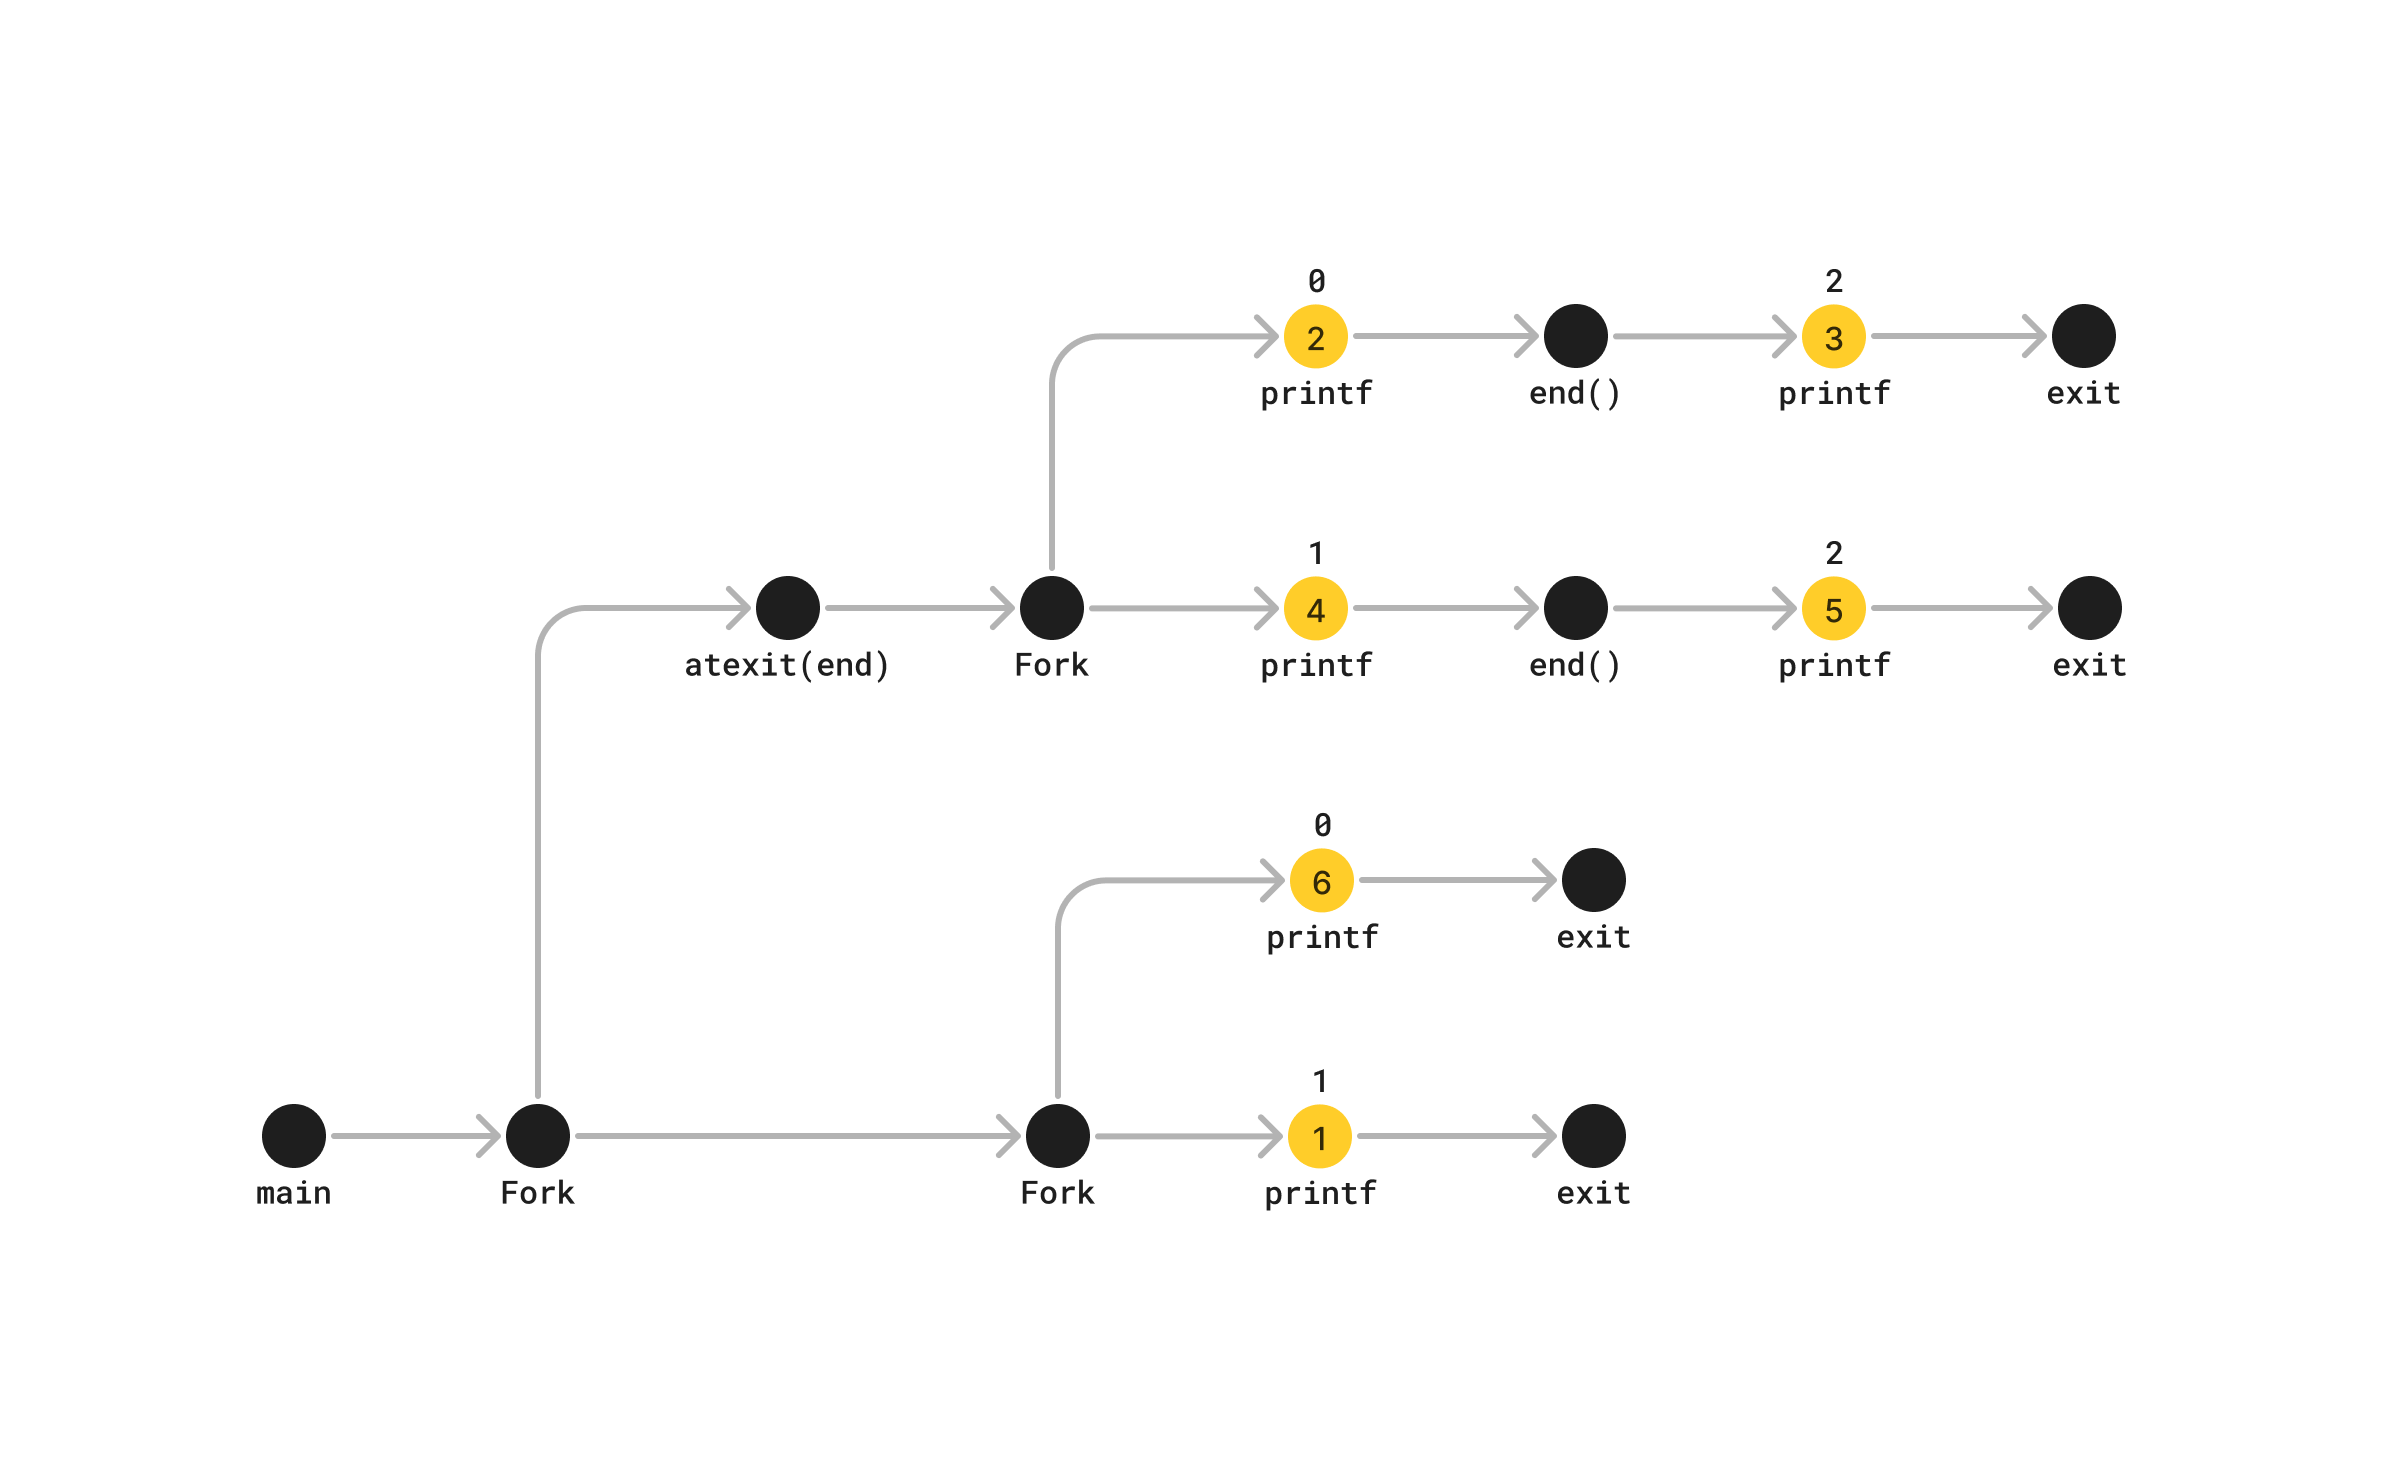 0 2
2 3
printf end() printf exit
1 2
4 5
atexit(end) Fork printf end() printf exit
0
6
printf exit
1
1
main Fork Fork printf exit